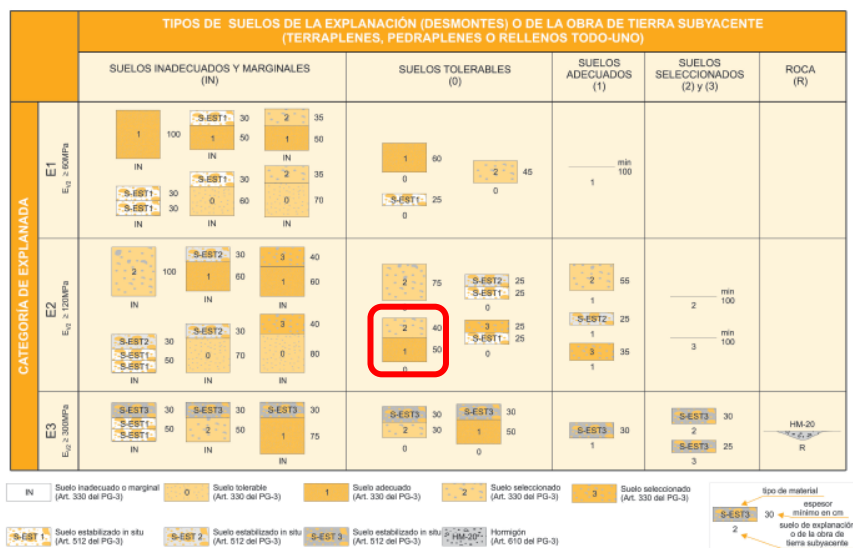 TIPOS DE SUELOS DE LA EXPLANACIÓN (DESMONTES) O DE LA OBRA DE TIERRA SUBYACENTE
(TERRAPLENES, PEDRAPLENES O RELLENOS TODO-UNO)
SUELOS INADECUADOS Y MARGINALES
(IN)
SUELOS TOLERABLES
(0)
SUELOS
ADECUADOS
(1)
SUELOS
SELECCIONADOS
(2) y (3)
ROCA
(R)
CATEGORÍA DE EXPLANADA
E1
Ev2 ≥ 60MPa
1 100
IN
S-EST1 30
1 50
IN
2 35
1 50
IN
S-EST1 30
S-EST1 30
IN
S-EST1 30
0 60
IN
2 35
0 70
IN
1 60
0
S-EST1 25
0
2 45
0
min
100
1
E2
Ev2 ≥ 120MPa
2 100
IN
S-EST2 30
1 60
IN
3 40
1 60
IN
S-EST2 30
S-EST1
S-EST1 50
IN
S-EST2 30
0 70
IN
3 40
0 80
IN
2 75
0
S-EST2 25
S-EST1 25
0
2 40
1 50
0
3 25
S-EST1 25
0
2 55
1
S-EST2 25
1
3 35
1
min
100
2
min
100
3
E3
Ev2 ≥ 300MPa
S-EST3 30
S-EST1
S-EST1 50
IN
S-EST3 30
2 50
IN
S-EST3 30
1 75
IN
S-EST3 30
2 30
0
S-EST3 30
1 50
0
S-EST3 30
1
S-EST3 30
2
S-EST3 25
3
HM-20
R
IN Suelo inadecuado o marginal
(Art. 330 del PG-3)
0 Suelo tolerable
(Art. 330 del PG-3)
1 Suelo adecuado
(Art. 330 del PG-3)
2 Suelo seleccionado
(Art. 330 del PG-3)
3 Suelo seleccionado
(Art. 330 del PG-3)
S-EST 1 Suelo estabilizado in situ
(Art. 512 del PG-3)
S-EST 2 Suelo estabilizado in situ
(Art. 512 del PG-3)
S-EST 3 Suelo estabilizado in situ
(Art. 512 del PG-3)
HM-20 Hormigón
(Art. 610 del PG-3)
tipo de material
espesor
mínimo en cm
S-EST3 30
2
suelo de explanación
o de la obra de
tierra subyacente